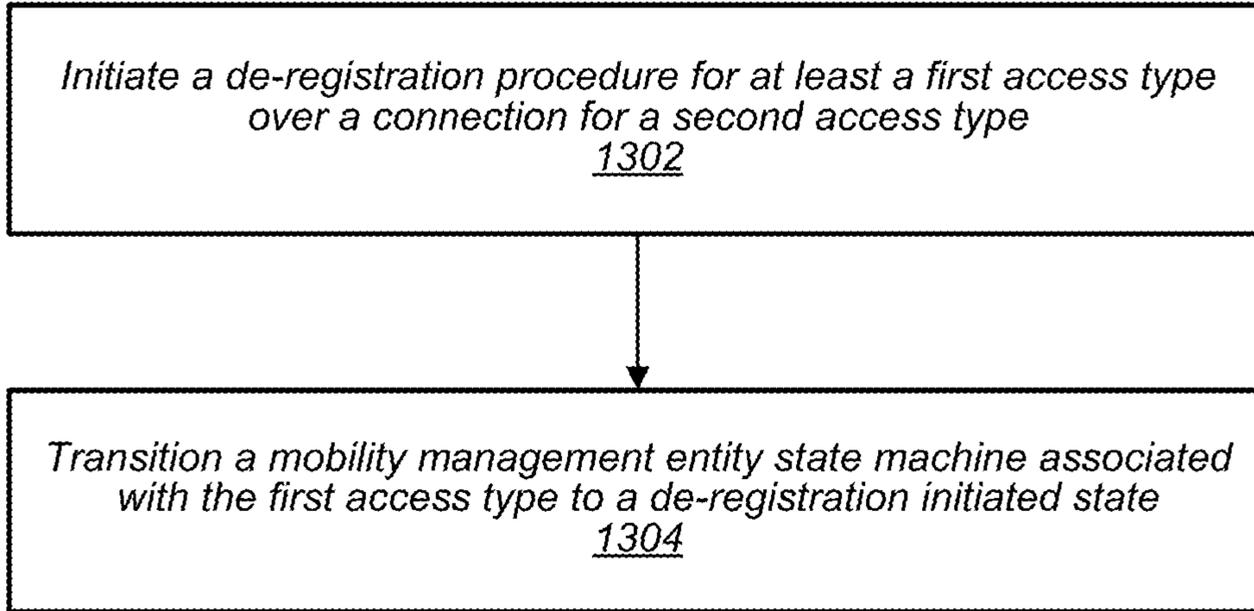 Initiate a de-registration procedure for at least a first access type
over a connection for a second access type
1302
Transition a mobility management entity state machine associated
with the first access type to a de-registration initiated state
1304